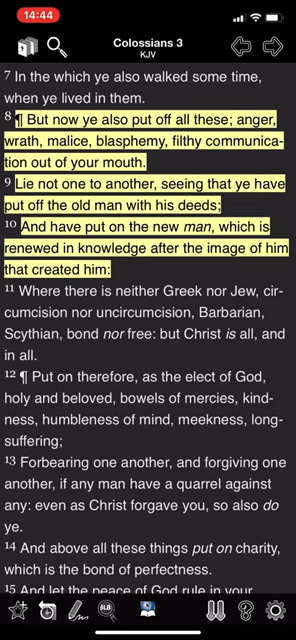 14:44
Colossians 3
KJV
7 In the which ye also walked some time,
when ye lived in them.
8 ¶ But now ye also put off all these; anger,
wrath, malice, blasphemy, filthy communica-
tion out of your mouth.
9 Lie not one to another, seeing that ye have
put off the old man with his deeds;
10 And have put on the new man, which is
renewed in knowledge after the image of him
that created him:
11 Where there is neither Greek nor Jew, cir-
cumcision nor uncircumcision, Barbarian,
Scythian, bond nor free: but Christ is all, and
in all.
12 ¶ Put on therefore, as the elect of God,
holy and beloved, bowels of mercies, kind-
ness, humbleness of mind, meekness, long-
suffering;
13 Forbearing one another, and forgiving one
another, if any man have a quarrel against
any: even as Christ forgave you, so also do
ye.
14 And above all these things put on charity,
which is the bond of perfectness.
15 And let the peace of God rule in your
BLB